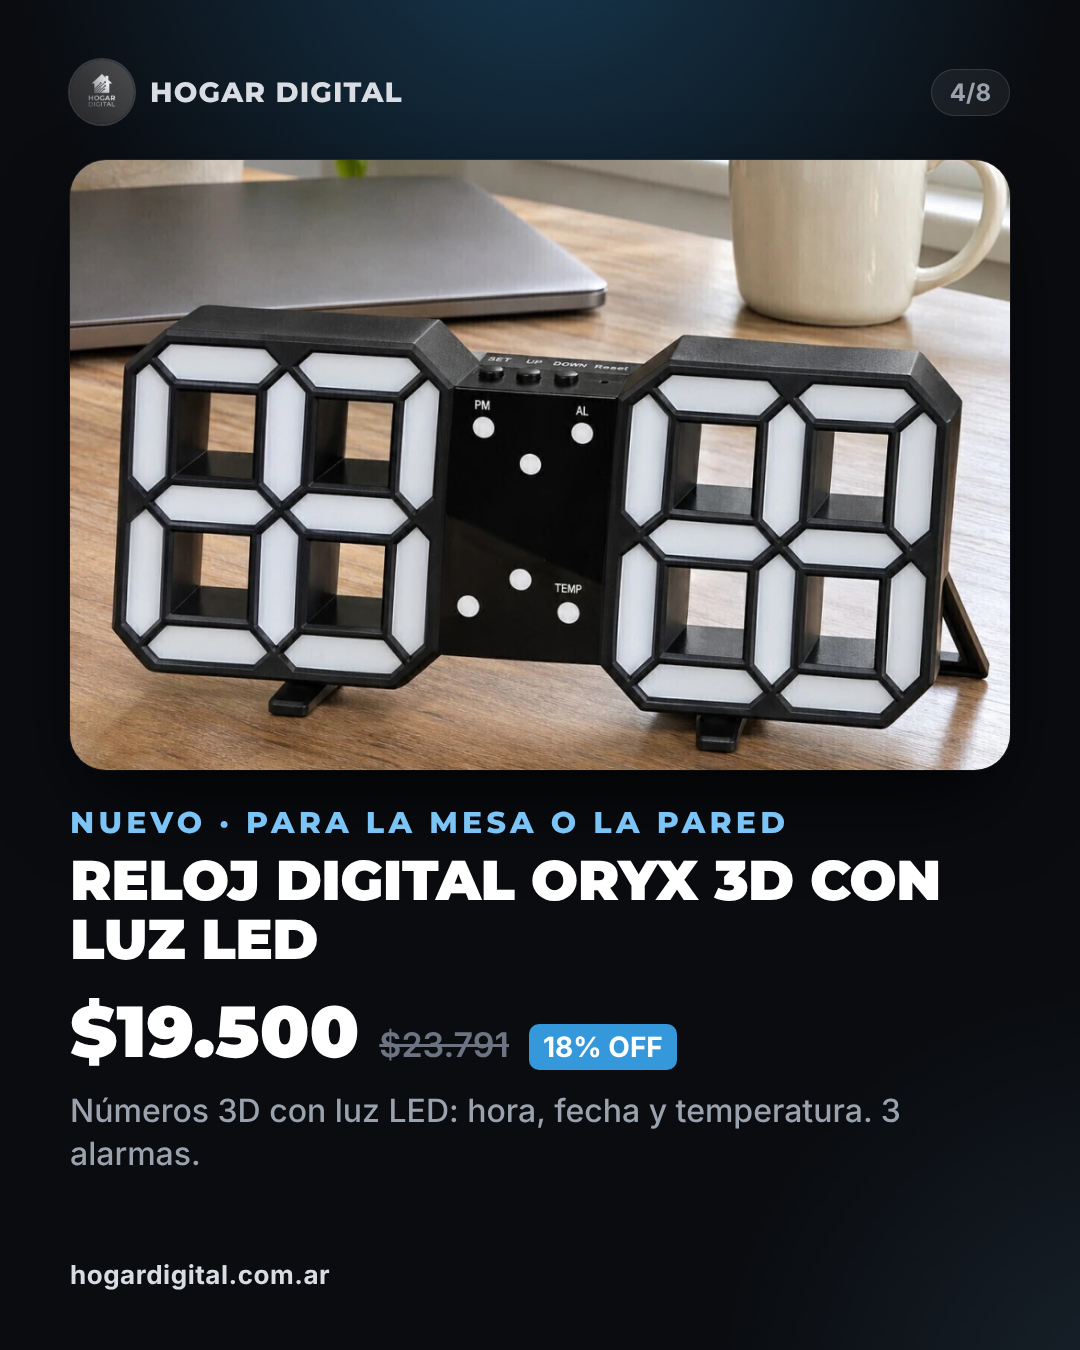 HOGAR DIGITAL
HOGAR DIGITAL
4/8
SET UP DOWN Reset
PM AL
TEMP
NUEVO · PARA LA MESA O LA PARED
RELOJ DIGITAL ORYX 3D CON
LUZ LED
$19.500 $23.791 18% OFF
Números 3D con luz LED: hora, fecha y temperatura. 3
alarmas.
hogardigital.com.ar